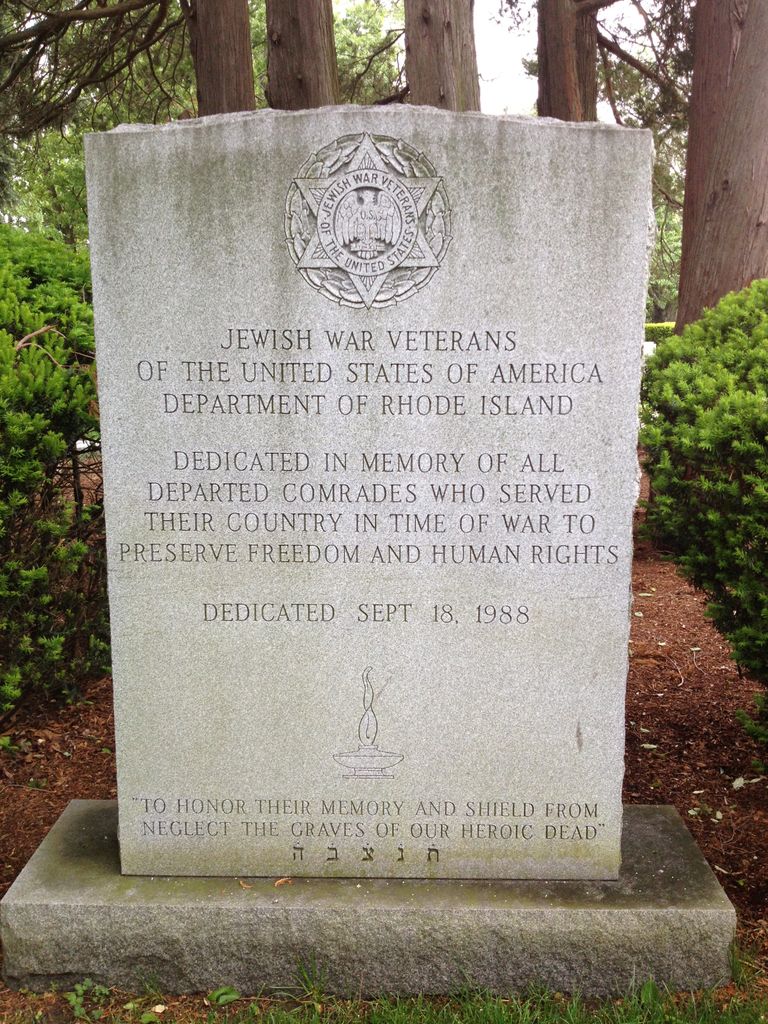 JEWISH WAR VETERANS
OF THE UNITED STATES
U.S.
JEWISH WAR VETERANS
OF THE UNITED STATES OF AMERICA
DEPARTMENT OF RHODE ISLAND
DEDICATED IN MEMORY OF ALL
DEPARTED COMRADES WHO SERVED
THEIR COUNTRY IN TIME OF WAR TO
PRESERVE FREEDOM AND HUMAN RIGHTS
DEDICATED SEPT 18, 1988
"TO HONOR THEIR MEMORY AND SHIELD FROM
NEGLECT THE GRAVES OF OUR HEROIC DEAD"
ת נ צ ב ה